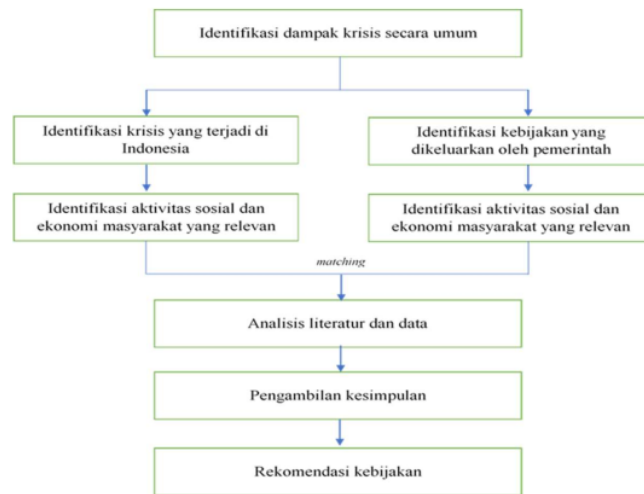 Identifikasi dampak krisis secara umum
Identifikasi krisis yang terjadi di
Indonesia
Identifikasi kebijakan yang
dikeluarkan oleh pemerintah
Identifikasi aktivitas sosial dan
ekonomi masyarakat yang relevan
Identifikasi aktivitas sosial dan
ekonomi masyarakat yang relevan
matching
Analisis literatur dan data
Pengambilan kesimpulan
Rekomendasi kebijakan